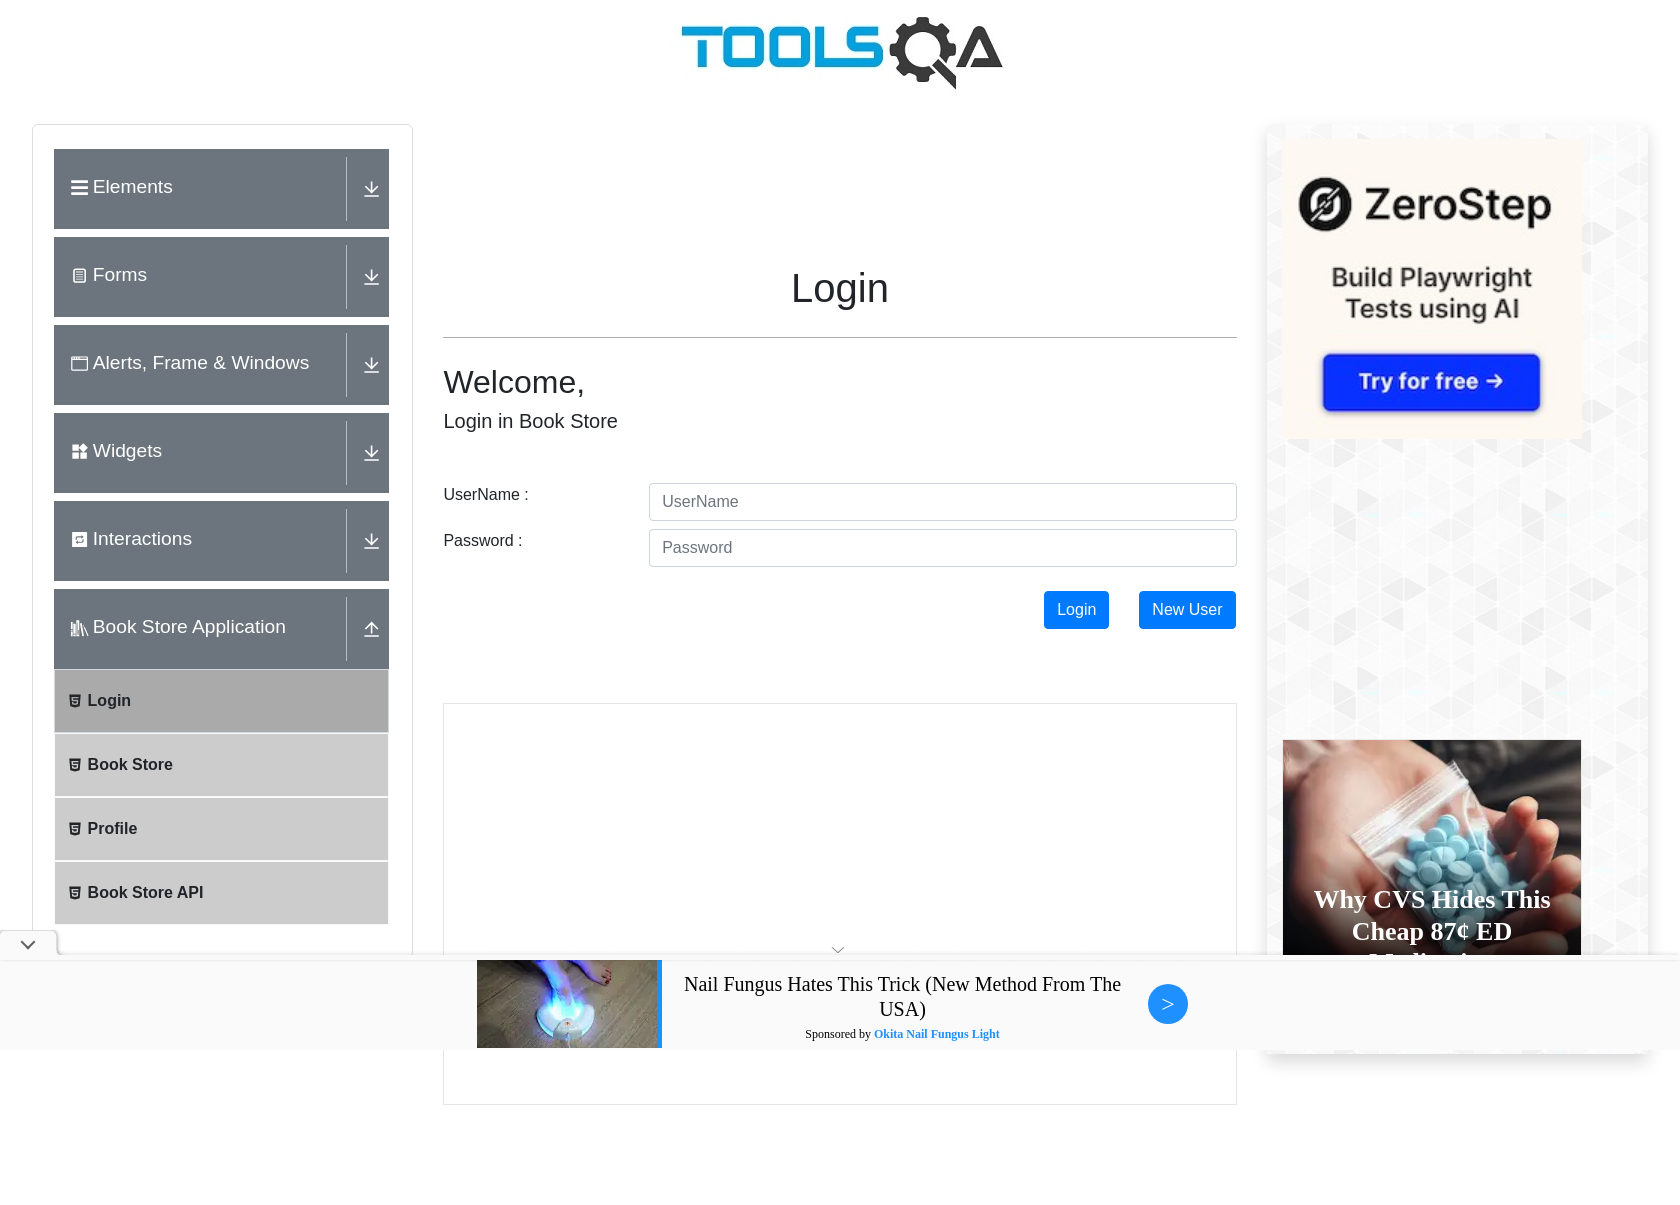 TOOLSQA
Elements
Forms
Alerts, Frame & Windows
Widgets
Interactions
Book Store Application
Login
Book Store
Profile
Book Store API
Login
Welcome,
Login in Book Store
UserName :
UserName
Password :
Password
Login
New User
ZeroStep
Build Playwright
Tests using AI
Try for free →
Why CVS Hides This
Cheap 87¢ ED
Nail Fungus Hates This Trick (New Method From The
USA)
Sponsored by Okita Nail Fungus Light
>